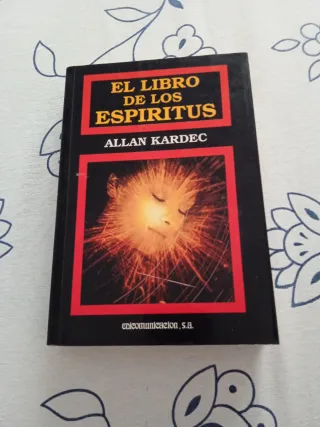 EL LIBRO
DE LOS
ESPIRITUS
ALLAN KARDEC
edicomunicacion, s.a.